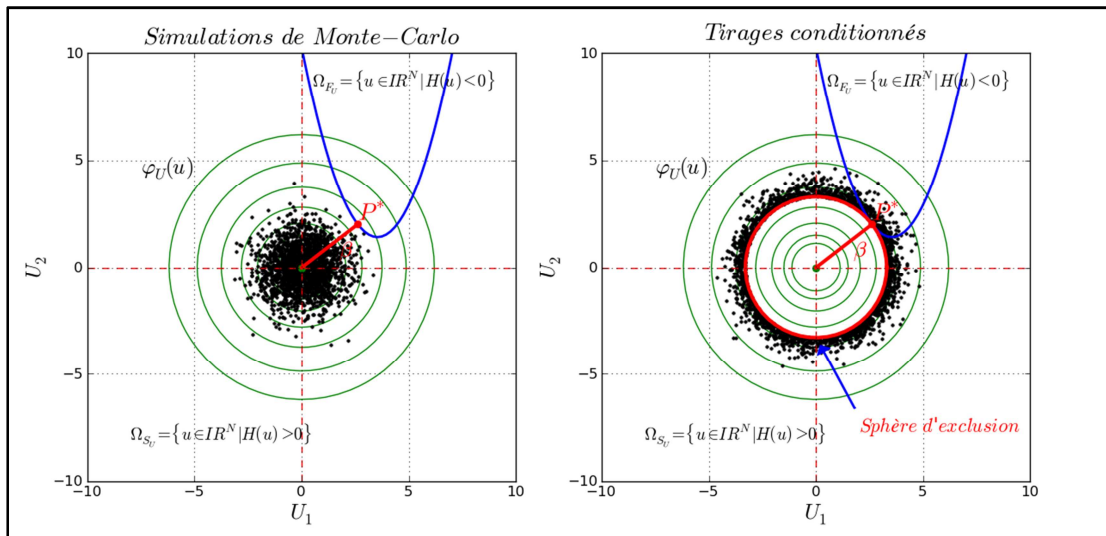 Simulations de Monte−Carlo
10
Ω_{F_U}={u∈IR^N|H(u)<0}
5
φ_U(u)
P*
β
U_2
0
−5
Ω_{S_U}={u∈IR^N|H(u)>0}
−10
−10 −5 0 5 10
U_1
Tirages conditionnés
10
Ω_{F_U}={u∈IR^N|H(u)<0}
5
φ_U(u)
P*
β
U_2
0
−5
Sphère d'exclusion
Ω_{S_U}={u∈IR^N|H(u)>0}
−10
−10 −5 0 5 10
U_1